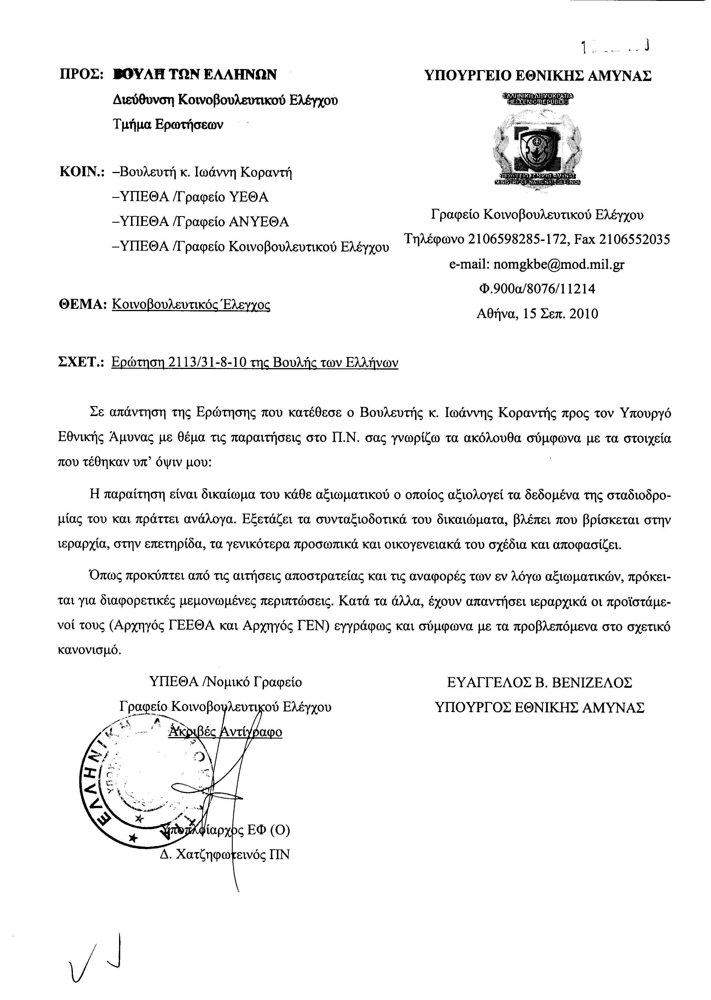 ΠΡΟΣ: ΒΟΥΛΗ ΤΩΝ ΕΛΛΗΝΩΝ
Διεύθυνση Κοινοβουλευτικού Ελέγχου
Τμήμα Ερωτήσεων
ΚΟΙΝ.: –Βουλευτή κ. Ιωάννη Κοραντή
–ΥΠΕΘΑ /Γραφείο ΥΕΘΑ
–ΥΠΕΘΑ /Γραφείο ΑΝΥΕΘΑ
–ΥΠΕΘΑ /Γραφείο Κοινοβουλευτικού Ελέγχου
ΘΕΜΑ: Κοινοβουλευτικός Έλεγχος
ΥΠΟΥΡΓΕΙΟ ΕΘΝΙΚΗΣ ΑΜΥΝΑΣ
ΕΛΛΗΝΙΚΗ ΔΗΜΟΚΡΑΤΙΑ
HELLENIC REPUBLIC
ΥΠΟΥΡΓΕΙΟ ΕΘΝΙΚΗΣ ΑΜΥΝΑΣ
MINISTRY OF NATIONAL DEFENCE
Γραφείο Κοινοβουλευτικού Ελέγχου
Τηλέφωνο 2106598285-172, Fax 2106552035
e-mail: nomgkbe@mod.mil.gr
Φ.900α/8076/11214
Αθήνα, 15 Σεπ. 2010
ΣΧΕΤ.: Ερώτηση 2113/31-8-10 της Βουλής των Ελλήνων
Σε απάντηση της Ερώτησης που κατέθεσε ο Βουλευτής κ. Ιωάννης Κοραντής προς τον Υπουργό
Εθνικής Άμυνας με θέμα τις παραιτήσεις στο Π.Ν. σας γνωρίζω τα ακόλουθα σύμφωνα με τα στοιχεία
που τέθηκαν υπ’ όψιν μου:
Η παραίτηση είναι δικαίωμα του κάθε αξιωματικού ο οποίος αξιολογεί τα δεδομένα της σταδιοδρο-
μίας του και πράττει ανάλογα. Εξετάζει τα συνταξιοδοτικά του δικαιώματα, βλέπει που βρίσκεται στην
ιεραρχία, στην επετηρίδα, τα γενικότερα προσωπικά και οικογενειακά του σχέδια και αποφασίζει.
Όπως προκύπτει από τις αιτήσεις αποστρατείας και τις αναφορές των εν λόγω αξιωματικών, πρόκει-
ται για διαφορετικές μεμονωμένες περιπτώσεις. Κατά τα άλλα, έχουν απαντήσει ιεραρχικά οι προϊστάμε-
νοί τους (Αρχηγός ΓΕΕΘΑ και Αρχηγός ΓΕΝ) εγγράφως και σύμφωνα με τα προβλεπόμενα στο σχετικό
κανονισμό.
ΥΠΕΘΑ /Νομικό Γραφείο
Γραφείο Κοινοβουλευτικού Ελέγχου
Ακριβές Αντίγραφο
Υποπλοίαρχος ΕΦ (Ο)
Δ. Χατζηφωτεινός ΠΝ
ΕΥΑΓΓΕΛΟΣ Β. ΒΕΝΙΖΕΛΟΣ
ΥΠΟΥΡΓΟΣ ΕΘΝΙΚΗΣ ΑΜΥΝΑΣ
ΕΛΛΗΝΙΚΗ